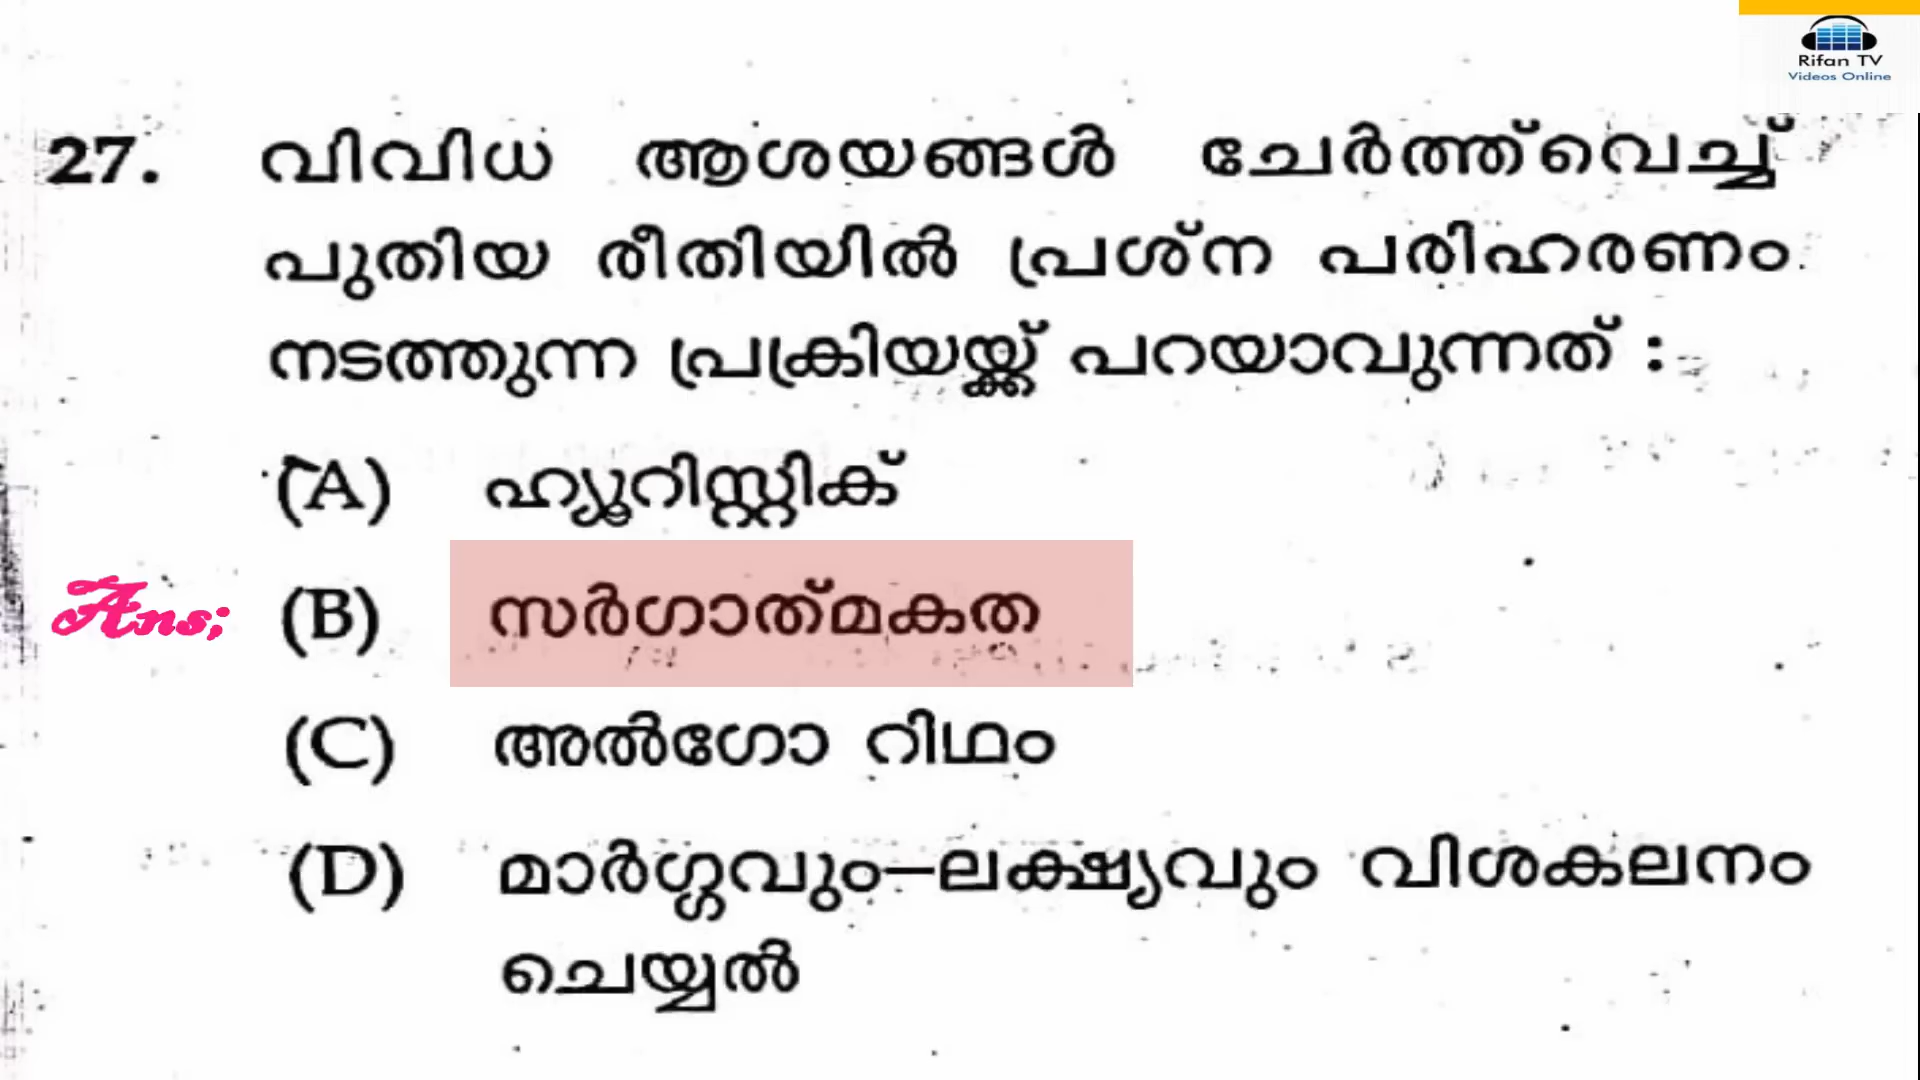 Rifan TV
Videos Online
27. വിവിധ ആശയങ്ങൾ ചേർത്ത്‌വെച്ച്
പുതിയ രീതിയിൽ പ്രശ്ന പരിഹരണം
നടത്തുന്ന പ്രക്രിയയ്ക്ക് പറയാവുന്നത് :
(A) ഹ്യൂറിസ്റ്റിക്
Ans; (B) സർഗാത്മകത
(C) അൽഗോ റിഥം
(D) മാർഗ്ഗവും–ലക്ഷ്യവും വിശകലനം
ചെയ്യൽ